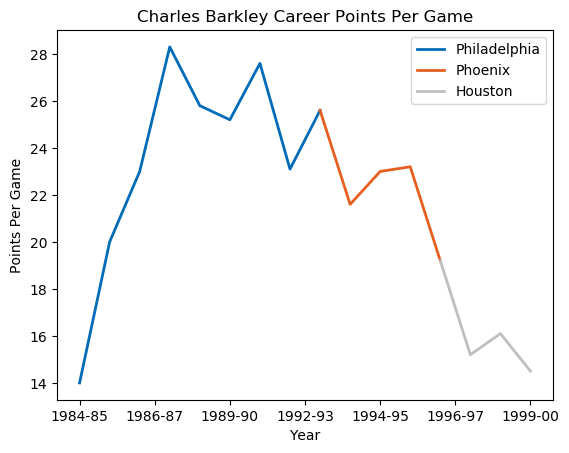 Charles Barkley Career Points Per Game
Philadelphia
Phoenix
Houston
Points Per Game
28
26
24
22
20
18
16
14
1984-85 1986-87 1989-90 1992-93 1994-95 1996-97 1999-00
Year